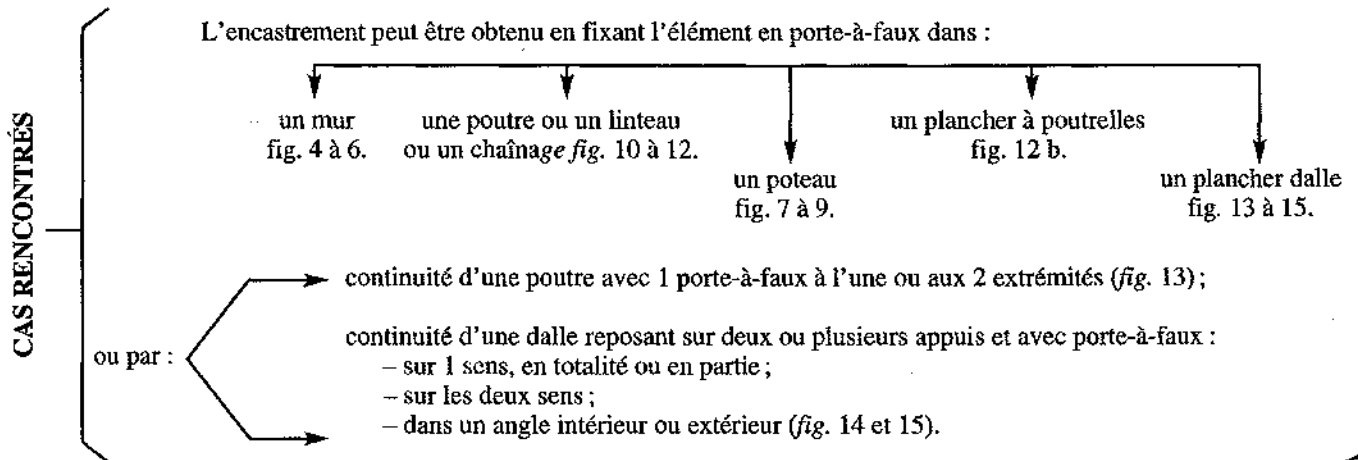 CAS RENCONTRÉS
L'encastrement peut être obtenu en fixant l'élément en porte-à-faux dans :
un mur
fig. 4 à 6.
une poutre ou un linteau
ou un chaînage fig. 10 à 12.
un poteau
fig. 7 à 9.
un plancher à poutrelles
fig. 12 b.
un plancher dalle
fig. 13 à 15.
ou par :
continuité d'une poutre avec 1 porte-à-faux à l'une ou aux 2 extrémités (fig. 13) ;
continuité d'une dalle reposant sur deux ou plusieurs appuis et avec porte-à-faux :
– sur 1 sens, en totalité ou en partie ;
– sur les deux sens ;
– dans un angle intérieur ou extérieur (fig. 14 et 15).